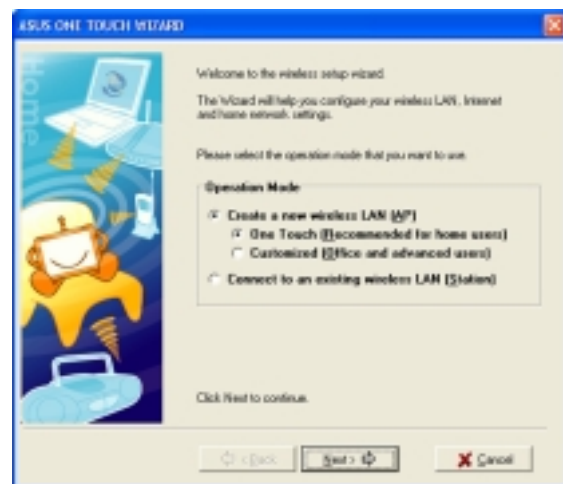 ASUS ONE TOUCH WIZARD
Home
Welcome to the wireless setup wizard.
The Wizard will help you configure your wireless LAN, Internet
and home network settings.
Please select the operation mode that you want to use.
Operation Mode
Create a new wireless LAN (AP)
One Touch (Recommended for home users)
Customized (Office and advanced users)
Connect to an existing wireless LAN (Station)
Click Next to continue.
< Back
Next >
Cancel